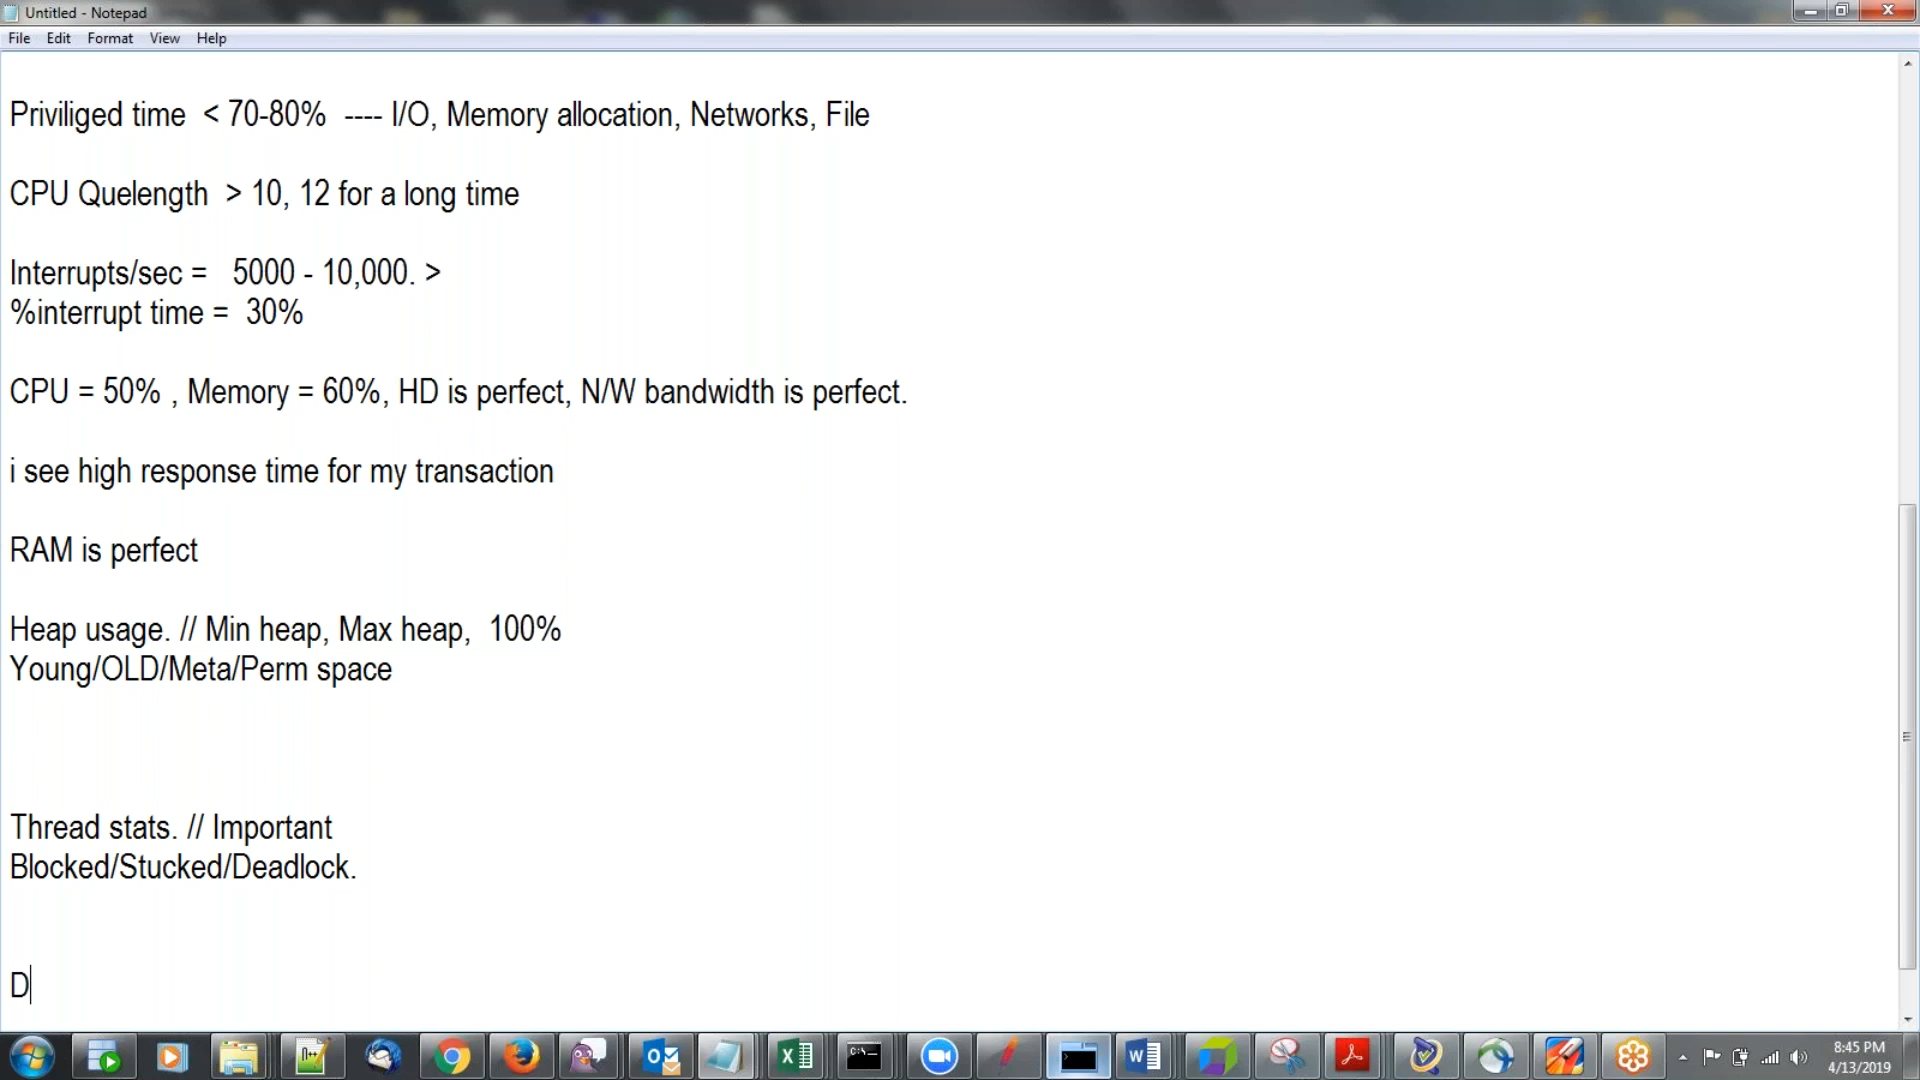 Untitled - Notepad
File Edit Format View Help
Priviliged time < 70-80% ---- I/O, Memory allocation, Networks, File
CPU Quelength > 10, 12 for a long time
Interrupts/sec = 5000 - 10,000. >
%interrupt time = 30%
CPU = 50% , Memory = 60%, HD is perfect, N/W bandwidth is perfect.
i see high response time for my transaction
RAM is perfect
Heap usage. // Min heap, Max heap, 100%
Young/OLD/Meta/Perm space
Thread stats. // Important
Blocked/Stucked/Deadlock.
D
8:45 PM
4/13/2019